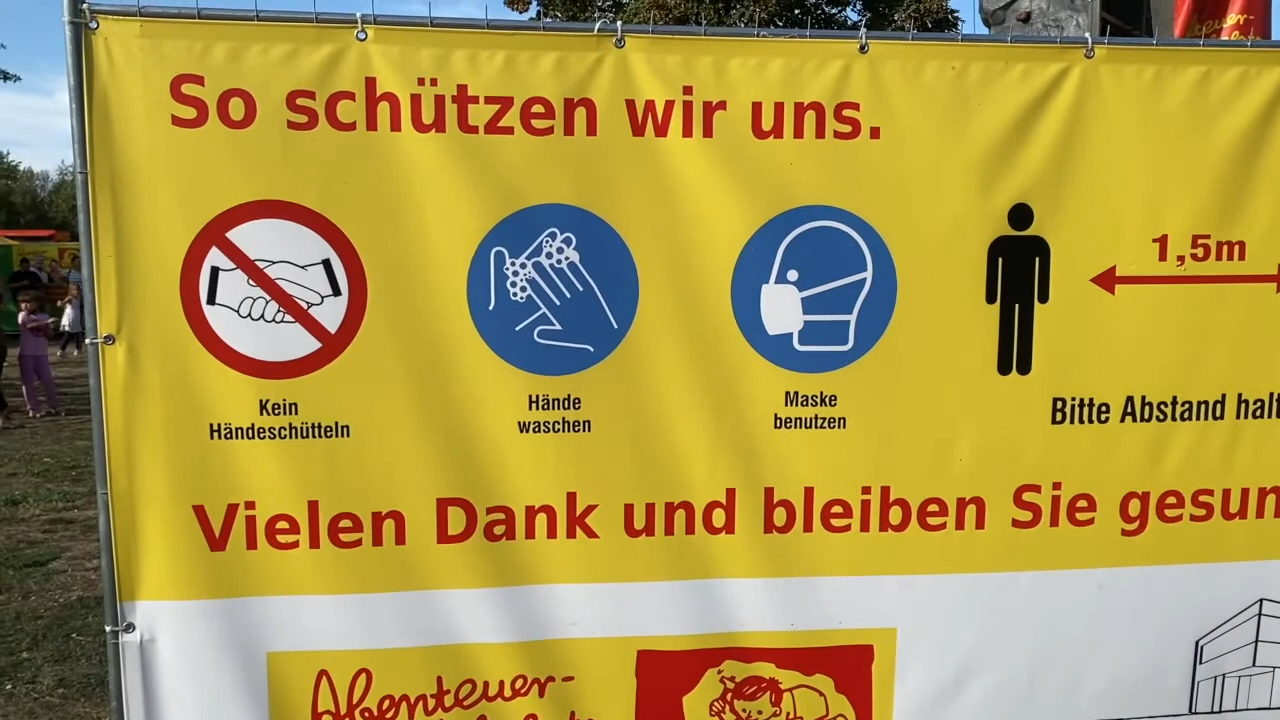 So schützen wir uns.
1,5m
Kein
Händeschütteln
Hände
waschen
Maske
benutzen
Bitte Abstand halt
Vielen Dank und bleiben Sie gesun
Abenteuer-